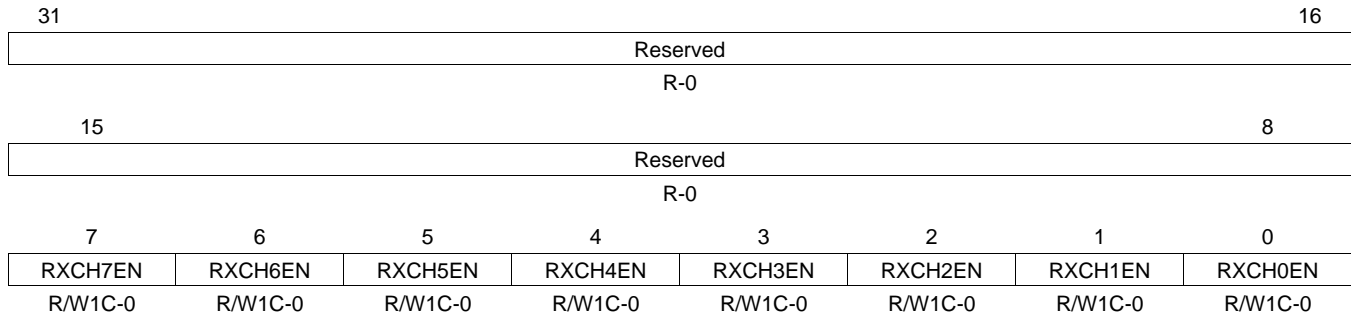 31 16
Reserved
R-0
15 8
Reserved
R-0
7 6 5 4 3 2 1 0
RXCH7EN RXCH6EN RXCH5EN RXCH4EN RXCH3EN RXCH2EN RXCH1EN RXCH0EN
R/W1C-0 R/W1C-0 R/W1C-0 R/W1C-0 R/W1C-0 R/W1C-0 R/W1C-0 R/W1C-0